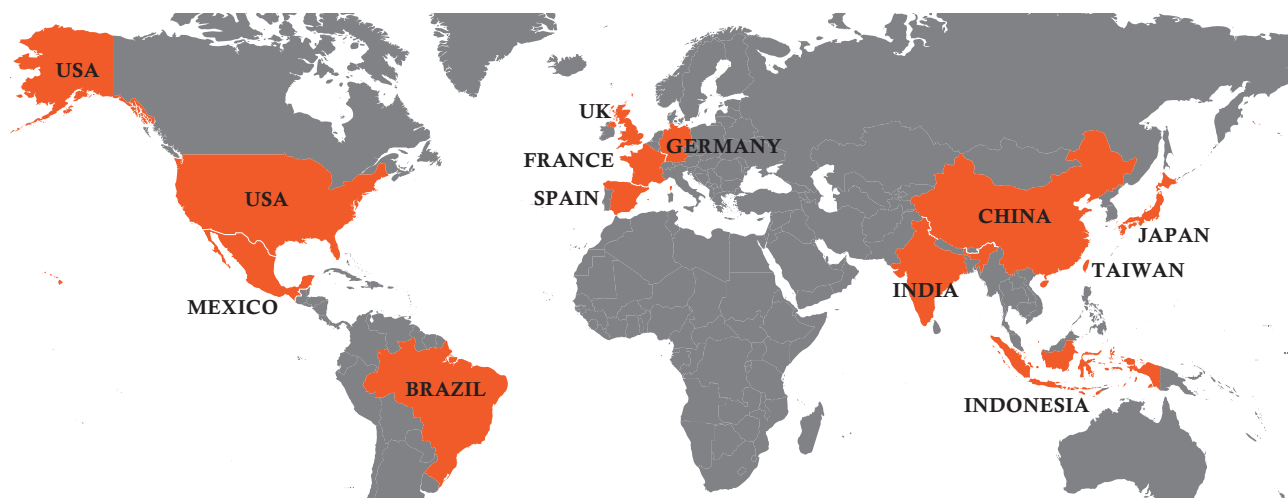 USA
UK
GERMANY
FRANCE
SPAIN
USA
CHINA
JAPAN
TAIWAN
INDIA
MEXICO
BRAZIL
INDONESIA